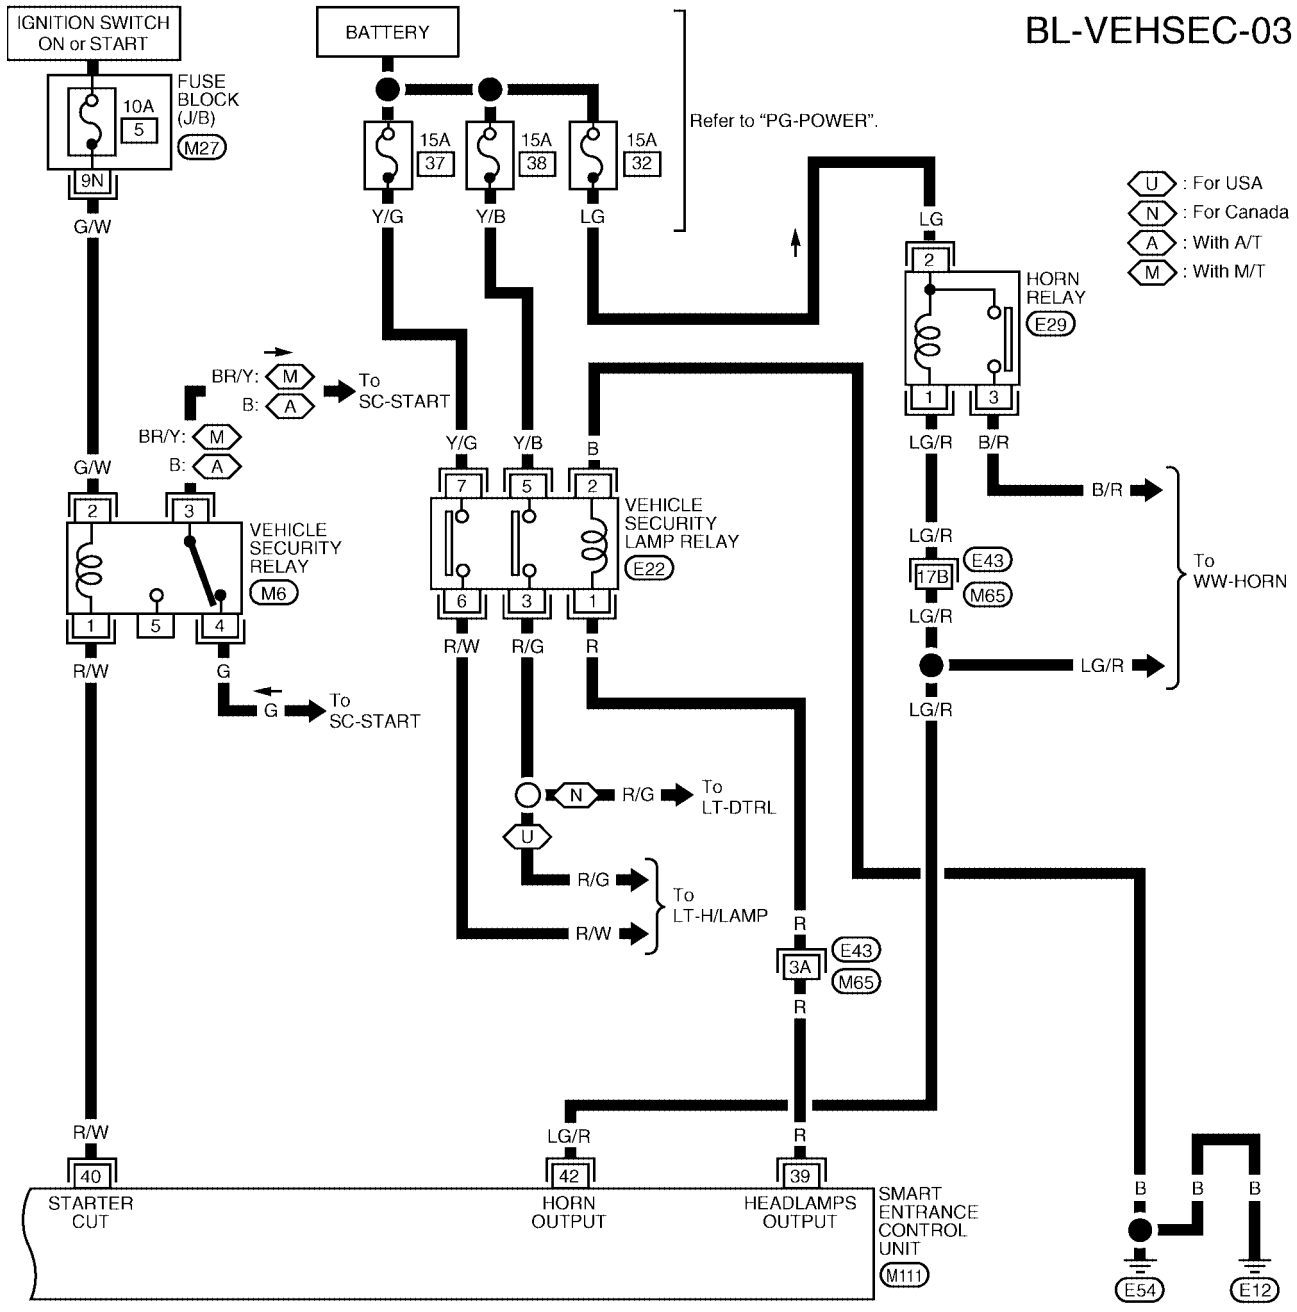 BL-VEHSEC-03
IGNITION SWITCH
ON or START
BATTERY
FUSE
BLOCK
(J/B)
M27
10A
5
9N
G/W
15A
37
15A
38
15A
32
Refer to "PG-POWER".
Y/G
Y/B
LG
LG
U : For USA
N : For Canada
A : With A/T
M : With M/T
2
HORN
RELAY
E29
1
3
LG/R
B/R
BR/Y: M
B: A
To
SC-START
BR/Y: M
B: A
G/W
Y/G
Y/B
B
B/R
2
3
7
5
2
VEHICLE
SECURITY
RELAY
M6
VEHICLE
SECURITY
LAMP RELAY
E22
LG/R
17B
E43
M65
LG/R
To
WW-HORN
1
5
4
6
3
1
R/W
G
R/W
R/G
R
LG/R
LG/R
G
To
SC-START
N
R/G
To
LT-DTRL
U
R/G
R/W
To
LT-H/LAMP
R
3A
E43
M65
R
R/W
LG/R
R
40
42
39
STARTER
CUT
HORN
OUTPUT
HEADLAMPS
OUTPUT
SMART
ENTRANCE
CONTROL
UNIT
M111
B
B
B
E54
E12